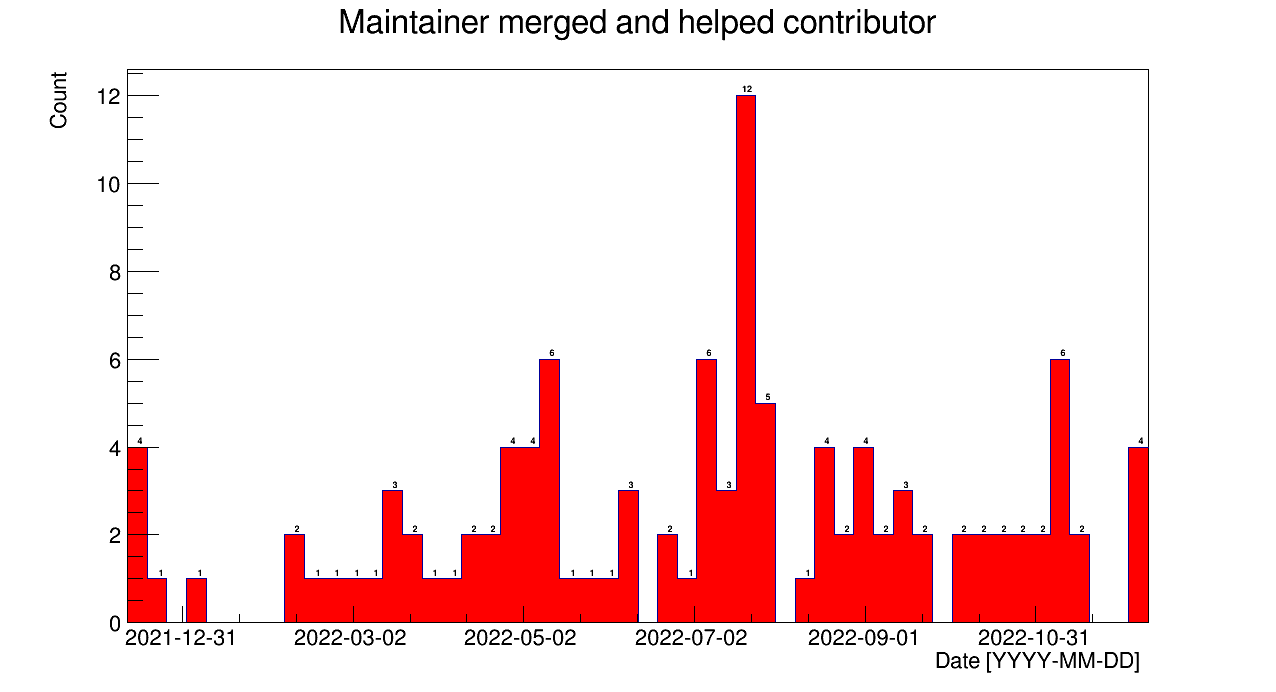 Maintainer merged and helped contributor
Count
12
10
8
6
4
2
0
4 1 1 2 1 1 1 1 3 2 1 1 2 2 4 4 6 1 1 1 3 2 1 6 3 12 5 1 4 2 4 2 3 2 2 2 2 2 2 6 2 4
2021-12-31 2022-03-02 2022-05-02 2022-07-02 2022-09-01 2022-10-31
Date [YYYY-MM-DD]